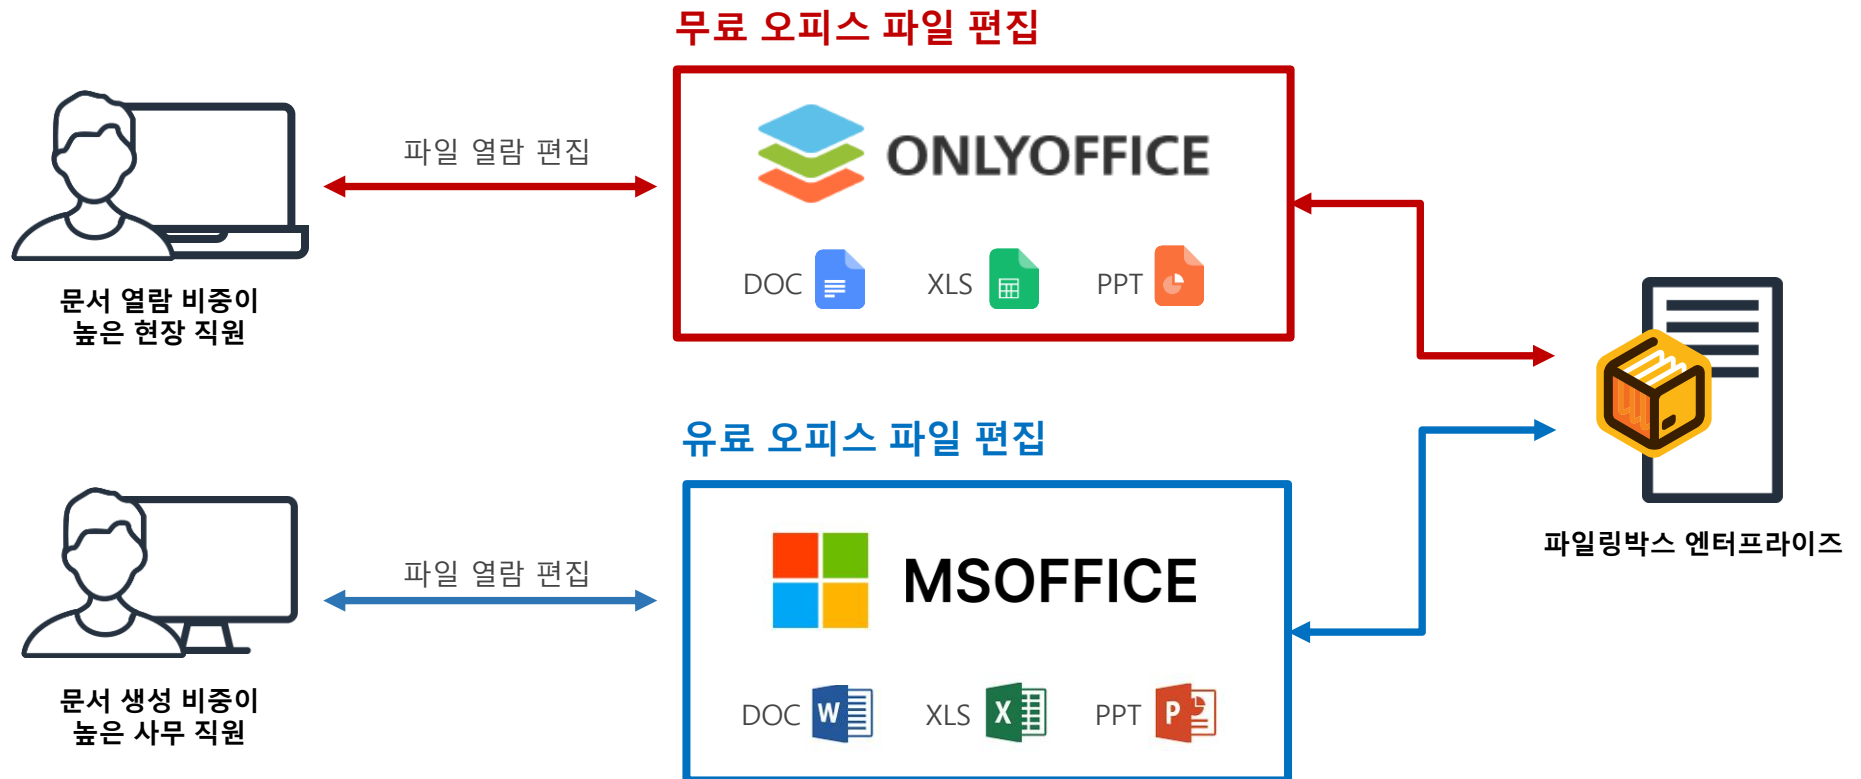 무료 오피스 파일 편집
파일 열람 편집
ONLYOFFICE
DOC
XLS
PPT
문서 열람 비중이
높은 현장 직원
유료 오피스 파일 편집
파일링박스 엔터프라이즈
파일 열람 편집
MSOFFICE
DOC
W
XLS
X
PPT
P
문서 생성 비중이
높은 사무 직원